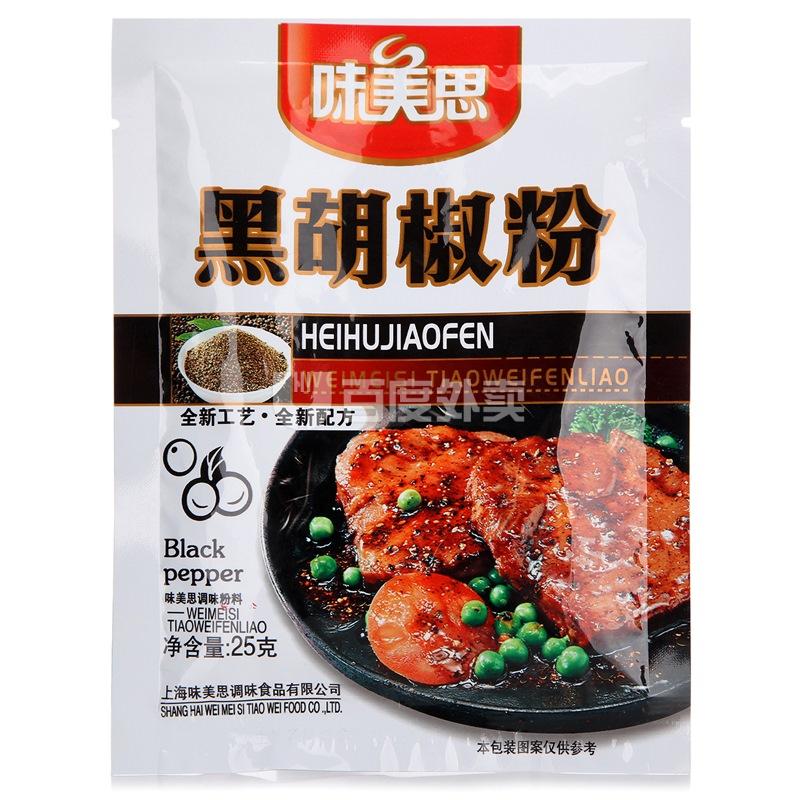 味美思
黑胡椒粉
HEIHUJIAOFEN
WEIMEISI TIAOWEIFENLIAO
百度外卖
全新工艺·全新配方
Black
pepper
味美思调味粉料
—WEIMEISI
TIAOWEIFENLIAO
净含量:25克
上海味美思调味食品有限公司
SHANG HAI WEI MEI SI TIAO WEI FOOD CO.,LTD.
本包装图案仅供参考